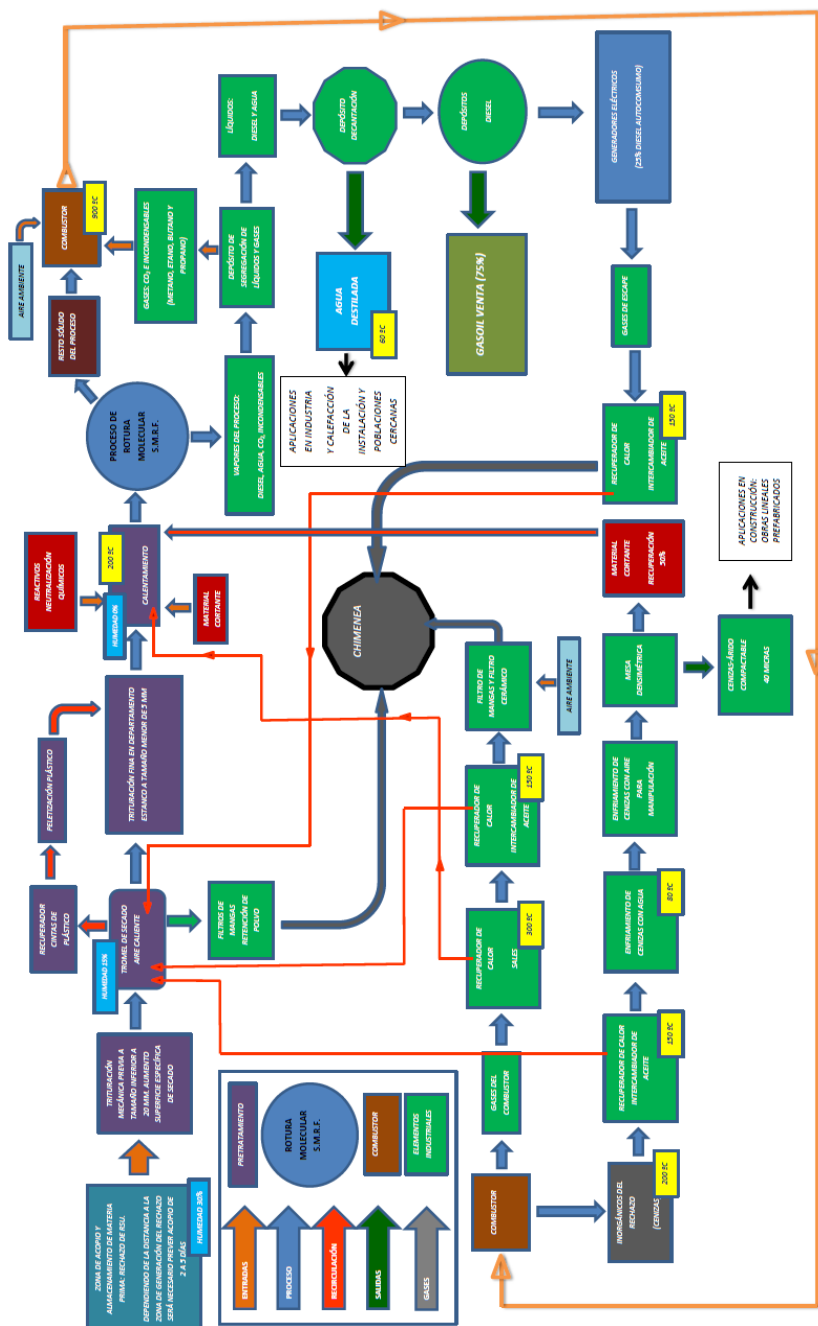 ZONA DE ACOPIO Y
ALMACENAMIENTO DE MATERIA
PRIMA: RECHAZO DE RSU.
DEPENDIENDO DE LA DISTANCIA A LA
ZONA DE GENERACIÓN DEL RECHAZO
SERÁ NECESARIO PREVER ACOPIO DE
2 A 5 DÍAS
HUMEDAD 30%
TRITURACIÓN
MECÁNICA PREVIA A
TAMAÑO INFERIOR A
20 MM. AUMENTO
SUPERFICIE ESPECÍFICA
DE SECADO
HUMEDAD 15%
TROMEL DE SECADO
AIRE CALIENTE
RECUPERADOR
CINTAS DE
PLÁSTICO
PELETIZACIÓN PLÁSTICO
FILTROS DE
MANGAS
RETENCIÓN DE
POLVO
TRITURACIÓN FINA EN DEPARTAMENTO
ESTANCO A TAMAÑO MENOR DE 5 MM
REACTIVOS
NEUTRALIZACIÓN
QUÍMICOS
HUMEDAD 0%
200 ºC
CALENTAMIENTO
MATERIAL
CORTANTE
PROCESO DE
ROTURA
MOLECULAR
S.M.R.F.
RESTO SÓLIDO
DEL PROCESO
AIRE AMBIENTE
COMBUSTOR
900 ºC
VAPORES DEL PROCESO:
DIESEL, AGUA, CO₂, INCONDENSABLES
GASES: CO₂ E INCONDENSABLES
(METANO, ETANO, BUTANO Y
PROPANO)
DEPÓSITO DE
SEGREGACIÓN DE
LÍQUIDOS Y GASES
LÍQUIDOS:
DIESEL Y AGUA
DEPÓSITO
DECANTACIÓN
AGUA
DESTILADA
60 ºC
APLICACIONES
EN INDUSTRIA
Y CALEFACCIÓN
DE LA
INSTALACIÓN Y
POBLACIONES
CERCANAS
DEPÓSITOS
DIESEL
GASOIL VENTA (75%)
GENERADORES ELÉCTRICOS
(25% DIESEL AUTOCOMSUMO)
GASES DE ESCAPE
RECUPERADOR DE
CALOR
INTERCAMBIADOR DE
ACEITE
150 ºC
CHIMENEA
PRETRATAMIENTO
ROTURA
MOLECULAR
S.M.R.F.
COMBUSTOR
ELEMENTOS
INDUSTRIALES
ENTRADAS
PROCESO
RECIRCULACIÓN
SALIDAS
GASES
COMBUSTOR
GASES DEL
COMBUSTOR
RECUPERADOR DE
CALOR
SALES
300 ºC
RECUPERADOR DE
CALOR
INTERCAMBIADOR DE
ACEITE
150 ºC
FILTRO DE
MANGAS Y FILTRO
CERÁMICO
AIRE AMBIENTE
INORGÁNICOS DEL
RECHAZO
(CENIZAS
200 ºC
RECUPERADOR DE CALOR
INTERCAMBIADOR DE
ACEITE
150 ºC
ENFRIAMIENTO DE
CENIZAS CON AGUA
80 ºC
ENFRIAMIENTO DE
CENIZAS CON AIRE
PARA
MANIPULACIÓN
MESA
DENSIMÉTRICA
MATERIAL
CORTANTE
RECUPERACIÓN
50%
CENIZAS-ÁRIDO
COMPACTABLE
40 MICRAS
APLICACIONES EN
CONSTRUCCIÓN:
OBRAS LINEALES
PREFABRICADOS